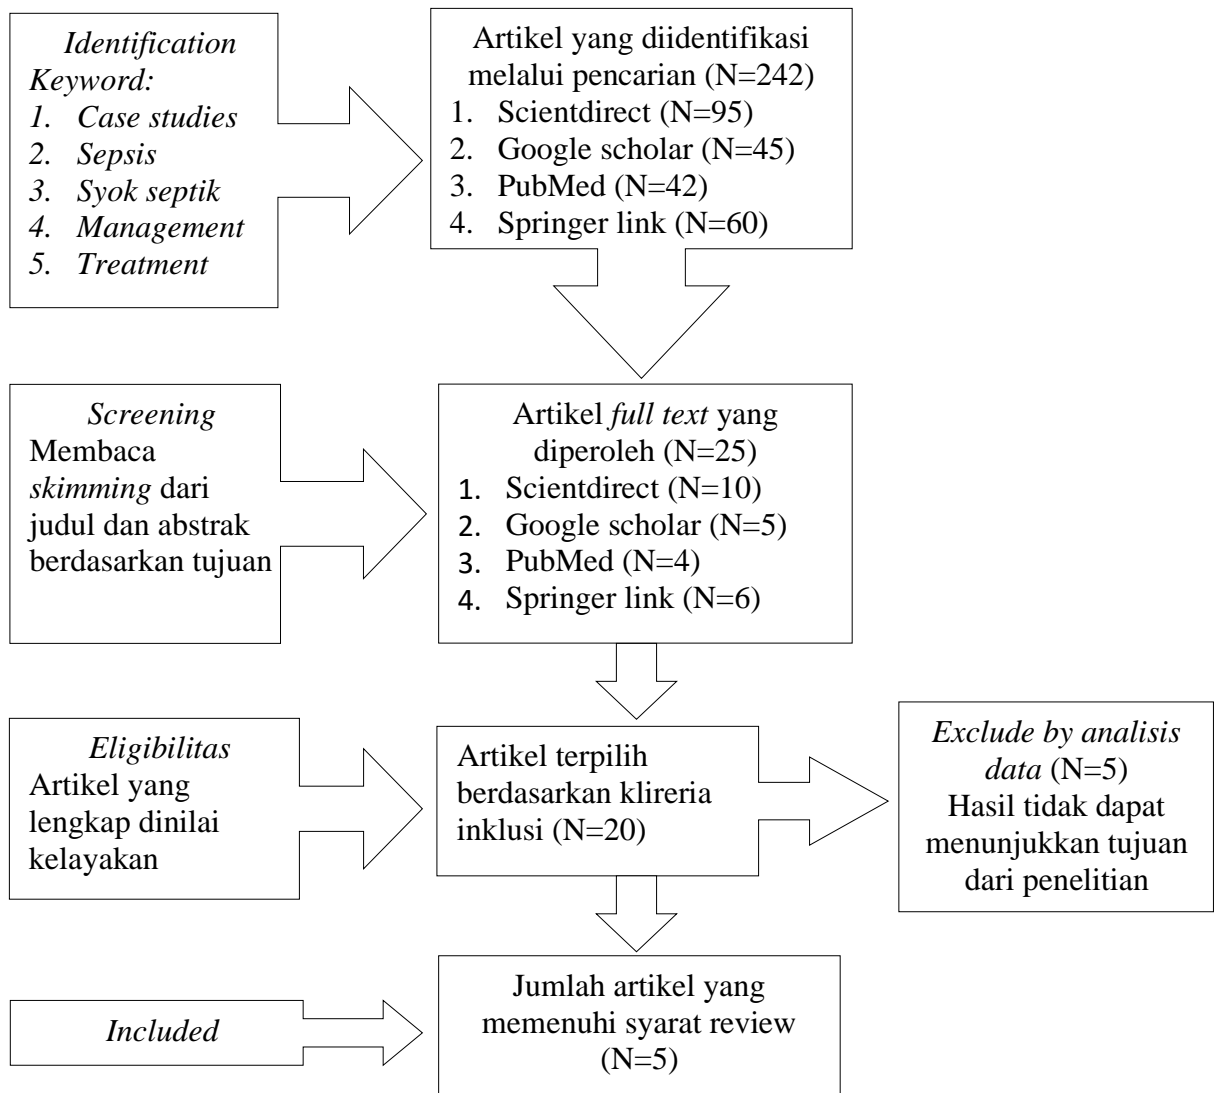 Identification
Keyword:
1. Case studies
2. Sepsis
3. Syok septik
4. Management
5. Treatment
Artikel yang diidentifikasi
melalui pencarian (N=242)
1. Scientdirect (N=95)
2. Google scholar (N=45)
3. PubMed (N=42)
4. Springer link (N=60)
Screening
Membaca
skimming dari
judul dan abstrak
berdasarkan tujuan
Artikel full text yang
diperoleh (N=25)
1. Scientdirect (N=10)
2. Google scholar (N=5)
3. PubMed (N=4)
4. Springer link (N=6)
Eligibilitas
Artikel yang
lengkap dinilai
kelayakan
Artikel terpilih
berdasarkan klireria
inklusi (N=20)
Exclude by analisis
data (N=5)
Hasil tidak dapat
menunjukkan tujuan
dari penelitian
Included
Jumlah artikel yang
memenuhi syarat review
(N=5)